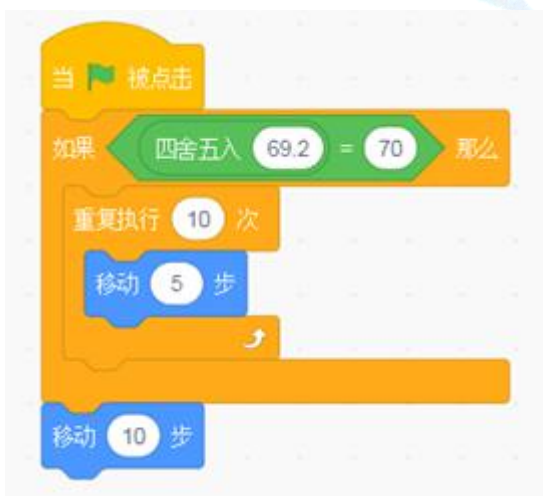 当 被点击
如果 四舍五入 69.2 = 70 那么
重复执行 10 次
移动 5 步
移动 10 步